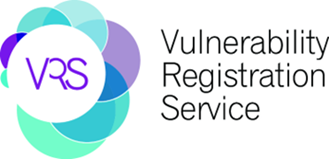 VRS
Vulnerability
Registration
Service